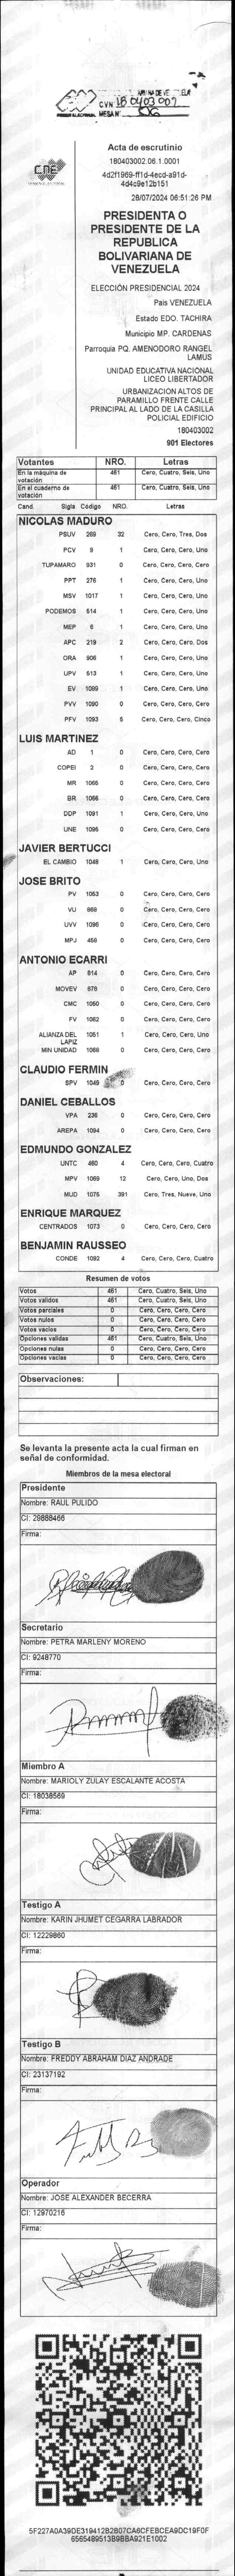 CVN 180403002
MESA Nº 06
CNE
Acta de escrutinio
180403002.06.1.0001
4d2f1969-ff1d-4ecd-a91d-
4d4c9e12b151
28/07/2024 06:51:26 PM
PRESIDENTA O
PRESIDENTE DE LA
REPUBLICA
BOLIVARIANA DE
VENEZUELA
ELECCIÓN PRESIDENCIAL 2024
Pais VENEZUELA
Estado EDO. TACHIRA
Municipio MP. CARDENAS
Parroquia PQ. AMENODORO RANGEL
LAMUS
UNIDAD EDUCATIVA NACIONAL
LICEO LIBERTADOR
URBANIZACION ALTOS DE
PARAMILLO FRENTE CALLE
PRINCIPAL AL LADO DE LA CASILLA
POLICIAL EDIFICIO
180403002
901 Electores
Votantes NRO. Letras
En la máquina de votación 461 Cero, Cuatro, Seis, Uno
En el cuaderno de votación 461 Cero, Cuatro, Seis, Uno
Cand. Sigla Código NRO. Letras
NICOLAS MADURO
PSUV 269 32 Cero, Cero, Tres, Dos
PCV 9 1 Cero, Cero, Cero, Uno
TUPAMARO 931 0 Cero, Cero, Cero, Cero
PPT 276 1 Cero, Cero, Cero, Uno
MSV 1017 1 Cero, Cero, Cero, Uno
PODEMOS 514 1 Cero, Cero, Cero, Uno
MEP 6 1 Cero, Cero, Cero, Uno
APC 219 2 Cero, Cero, Cero, Dos
ORA 906 1 Cero, Cero, Cero, Uno
UPV 513 1 Cero, Cero, Cero, Uno
EV 1089 1 Cero, Cero, Cero, Uno
PVV 1090 0 Cero, Cero, Cero, Cero
PFV 1093 5 Cero, Cero, Cero, Cinco
LUIS MARTINEZ
AD 1 0 Cero, Cero, Cero, Cero
COPEI 2 0 Cero, Cero, Cero, Cero
MR 1065 0 Cero, Cero, Cero, Cero
BR 1066 0 Cero, Cero, Cero, Cero
DDP 1091 1 Cero, Cero, Cero, Uno
UNE 1095 0 Cero, Cero, Cero, Cero
JAVIER BERTUCCI
EL CAMBIO 1048 1 Cero, Cero, Cero, Uno
JOSE BRITO
PV 1053 0 Cero, Cero, Cero, Cero
VU 869 0 Cero, Cero, Cero, Cero
UVV 1096 0 Cero, Cero, Cero, Cero
MPJ 456 0 Cero, Cero, Cero, Cero
ANTONIO ECARRI
AP 814 0 Cero, Cero, Cero, Cero
MOVEV 878 0 Cero, Cero, Cero, Cero
CMC 1050 0 Cero, Cero, Cero, Cero
FV 1062 0 Cero, Cero, Cero, Cero
ALIANZA DEL LAPIZ 1051 1 Cero, Cero, Cero, Uno
MIN UNIDAD 1068 0 Cero, Cero, Cero, Cero
CLAUDIO FERMIN
SPV 1049 0 Cero, Cero, Cero, Cero
DANIEL CEBALLOS
VPA 236 0 Cero, Cero, Cero, Cero
AREPA 1094 0 Cero, Cero, Cero, Cero
EDMUNDO GONZALEZ
UNTC 460 4 Cero, Cero, Cero, Cuatro
MPV 1069 12 Cero, Cero, Uno, Dos
MUD 1075 391 Cero, Tres, Nueve, Uno
ENRIQUE MARQUEZ
CENTRADOS 1073 0 Cero, Cero, Cero, Cero
BENJAMIN RAUSSEO
CONDE 1092 4 Cero, Cero, Cero, Cuatro
Resumen de votos
Votos 461 Cero, Cuatro, Seis, Uno
Votos validos 461 Cero, Cuatro, Seis, Uno
Votos parciales 0 Cero, Cero, Cero, Cero
Votos nulos 0 Cero, Cero, Cero, Cero
Votos vacios 0 Cero, Cero, Cero, Cero
Opciones validas 461 Cero, Cuatro, Seis, Uno
Opciones nulas 0 Cero, Cero, Cero, Cero
Opciones vacias 0 Cero, Cero, Cero, Cero
Observaciones:
Se levanta la presente acta la cual firman en
señal de conformidad.
Miembros de la mesa electoral
Presidente
Nombre: RAUL PULIDO
CI: 29888466
Firma:
Secretario
Nombre: PETRA MARLENY MORENO
CI: 9248770
Firma:
Miembro A
Nombre: MARIOLY ZULAY ESCALANTE ACOSTA
CI: 18038569
Firma:
Testigo A
Nombre: KARIN JHUMET CEGARRA LABRADOR
CI: 12229860
Firma:
Testigo B
Nombre: FREDDY ABRAHAM DIAZ ANDRADE
CI: 23137192
Firma:
Operador
Nombre: JOSE ALEXANDER BECERRA
CI: 12970216
Firma:
5F227A0A39DE319412B2B07CA6CFEBCEA9DC19F0F
6565489513B9BBA921E1002